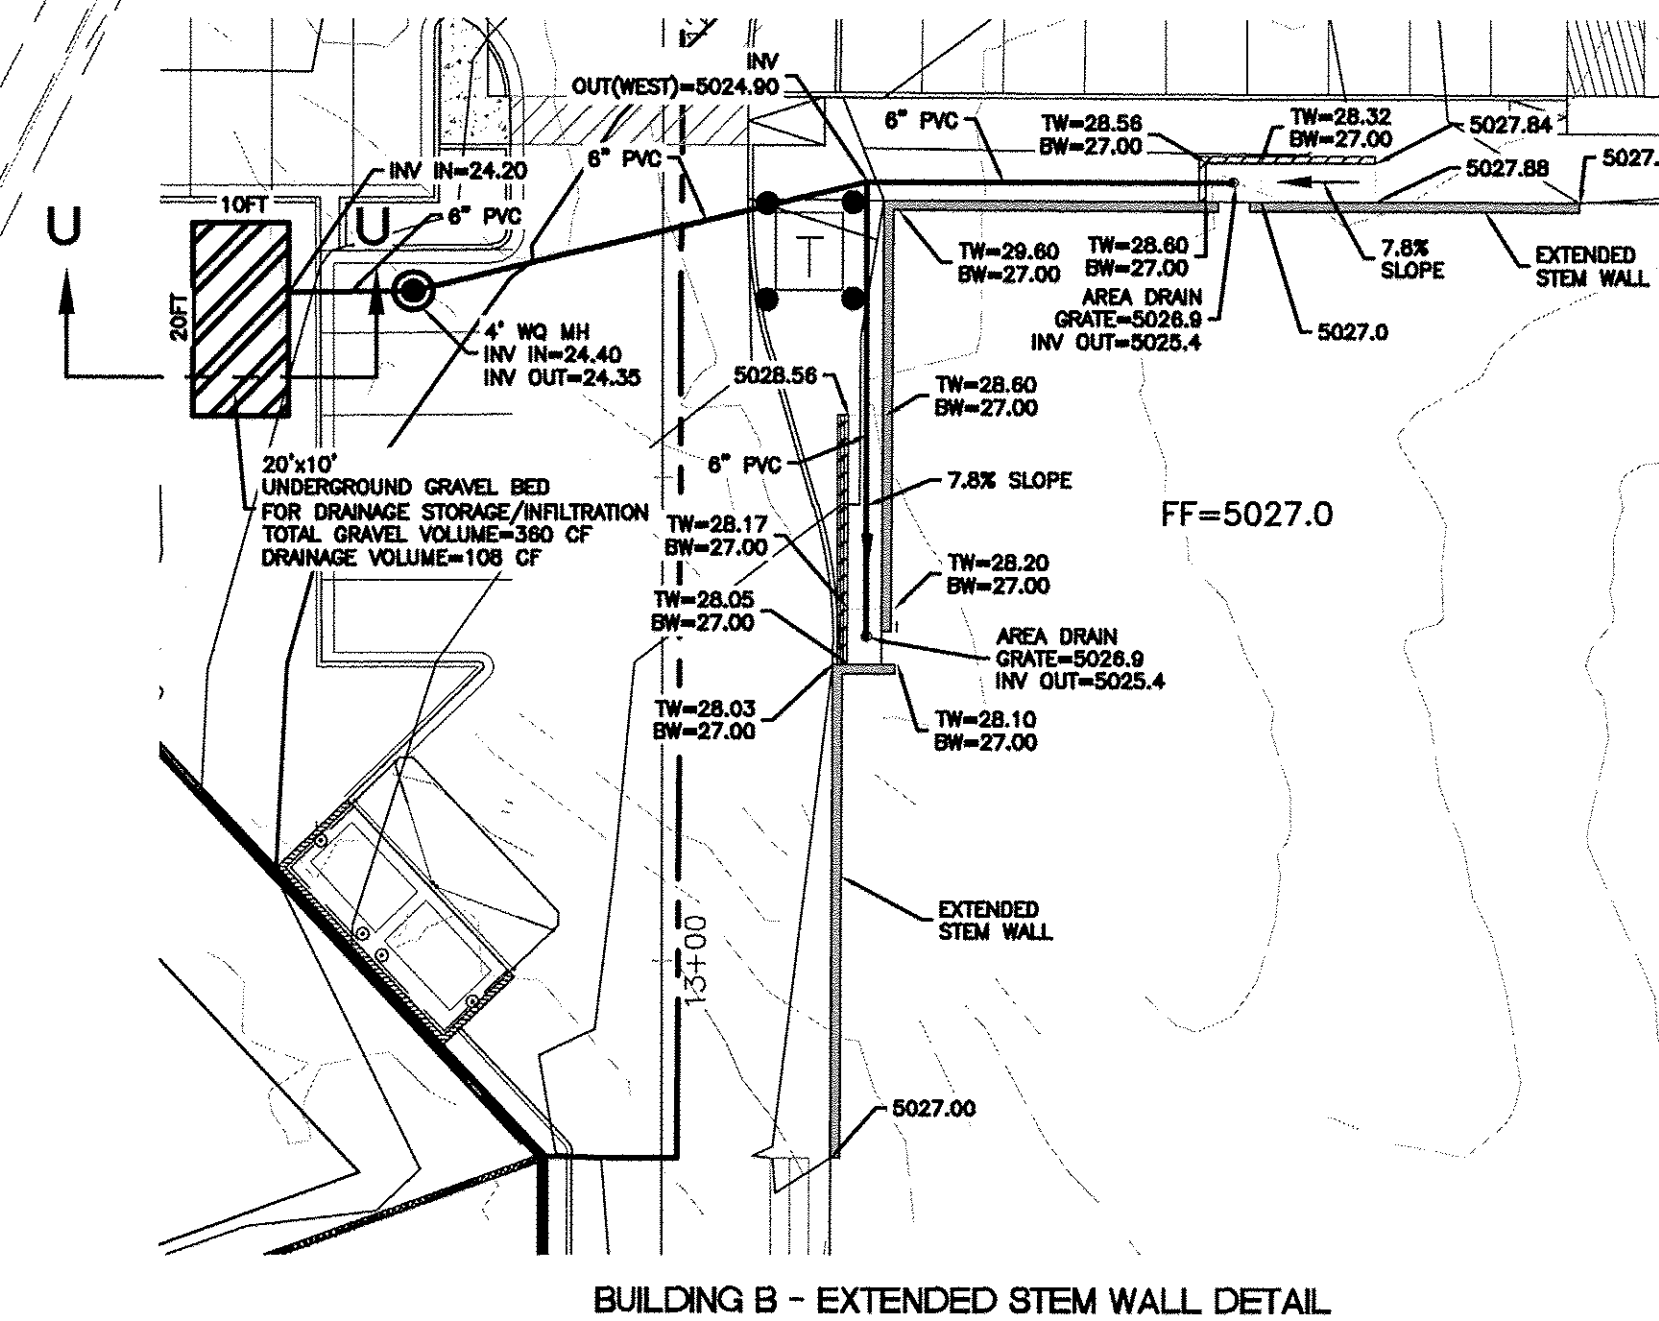 INV
OUT(WEST)=5024.90
6" PVC
TW=28.56
BW=27.00
TW=28.32
BW=27.00
5027.84
5027.88
5027.
INV IN=24.20
6" PVC
10FT
U
U
6" PVC
20FT
4' WQ MH
INV IN=24.40
INV OUT=24.35
TW=29.60
BW=27.00
TW=28.60
BW=27.00
7.8%
SLOPE
EXTENDED
STEM WALL
AREA DRAIN
GRATE=5026.9
INV OUT=5025.4
5027.0
T
5028.56
TW=28.60
BW=27.00
20'x10'
UNDERGROUND GRAVEL BED
FOR DRAINAGE STORAGE/INFILTRATION
TOTAL GRAVEL VOLUME=360 CF
DRAINAGE VOLUME=108 CF
6" PVC
7.8% SLOPE
FF=5027.0
TW=28.17
BW=27.00
TW=28.20
BW=27.00
TW=28.05
BW=27.00
AREA DRAIN
GRATE=5026.9
INV OUT=5025.4
TW=28.03
BW=27.00
TW=28.10
BW=27.00
EXTENDED
STEM WALL
13+00
5027.00
BUILDING B - EXTENDED STEM WALL DETAIL